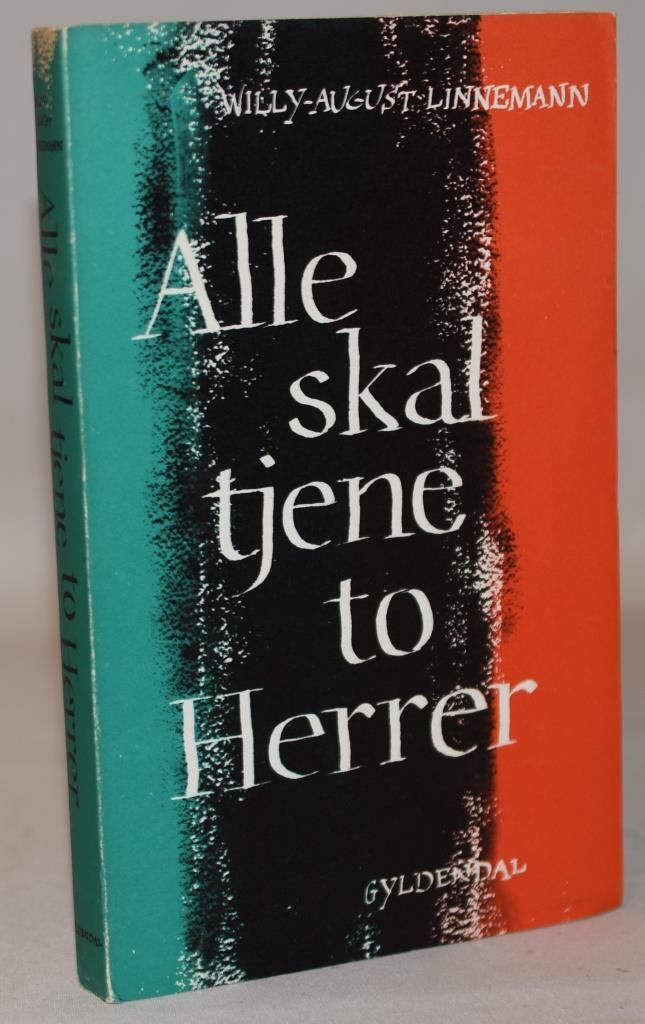 WILLY-AUGUST LINNEMANN
Alle
skal
tjene
to
Herrer
GYLDENDAL
Alle skal tjene to Herrer